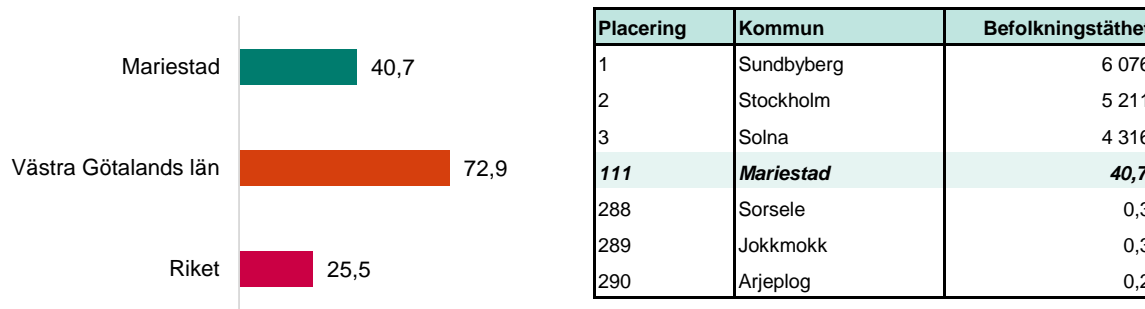 Mariestad 40,7
Västra Götalands län 72,9
Riket 25,5
Placering Kommun Befolkningstäthet
1 Sundbyberg 6 076
2 Stockholm 5 211
3 Solna 4 316
111 Mariestad 40,7
288 Sorsele 0,3
289 Jokkmokk 0,3
290 Arjeplog 0,2